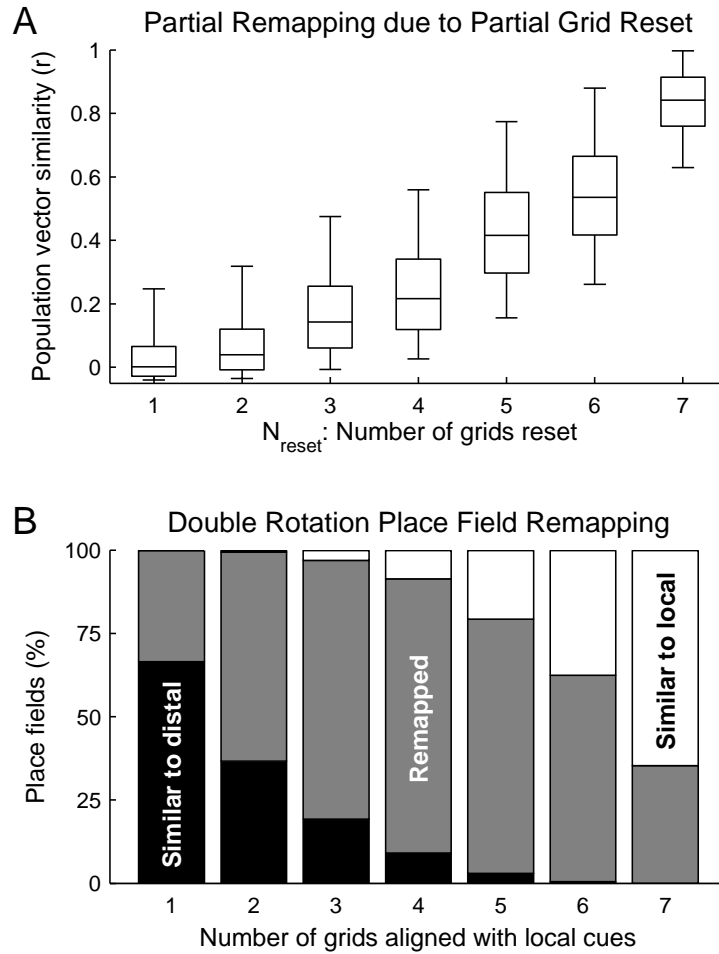 A
Partial Remapping due to Partial Grid Reset
Population vector similarity (r)
1
0.8
0.6
0.4
0.2
0
1 2 3 4 5 6 7
N_reset: Number of grids reset
B
Double Rotation Place Field Remapping
Place fields (%)
100
75
50
25
0
Similar to distal
Remapped
Similar to local
1 2 3 4 5 6 7
Number of grids aligned with local cues